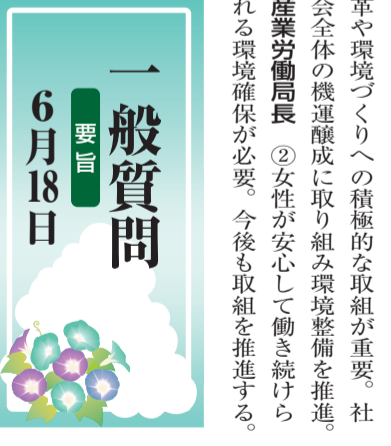 革や環境づくりへの積極的な取組が重要。社
会全体の機運醸成に取り組み環境整備を推進。
産業労働局長　②女性が安心して働き続けら
れる環境確保が必要。今後も取組を推進する。
一般質問
要旨
6月18日